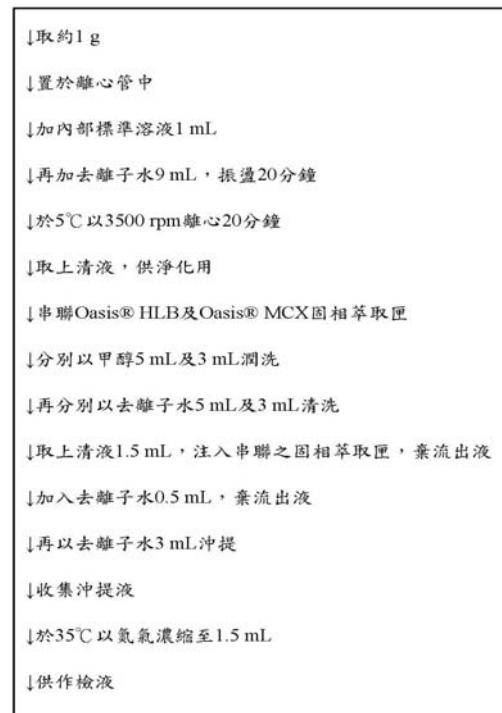 ↓取約1 g
↓置於離心管中
↓加內部標準溶液1 mL
↓再加去離子水9 mL，振盪20分鐘
↓於5℃以3500 rpm離心20分鐘
↓取上清液，供淨化用
↓串聯Oasis® HLB及Oasis® MCX固相萃取匣
↓分別以甲醇5 mL及3 mL潤洗
↓再分別以去離子水5 mL及3 mL清洗
↓取上清液1.5 mL，注入串聯之固相萃取匣，棄流出液
↓加入去離子水0.5 mL，棄流出液
↓再以去離子水3 mL沖提
↓收集沖提液
↓於35℃以氮氣濃縮至1.5 mL
↓供作檢液